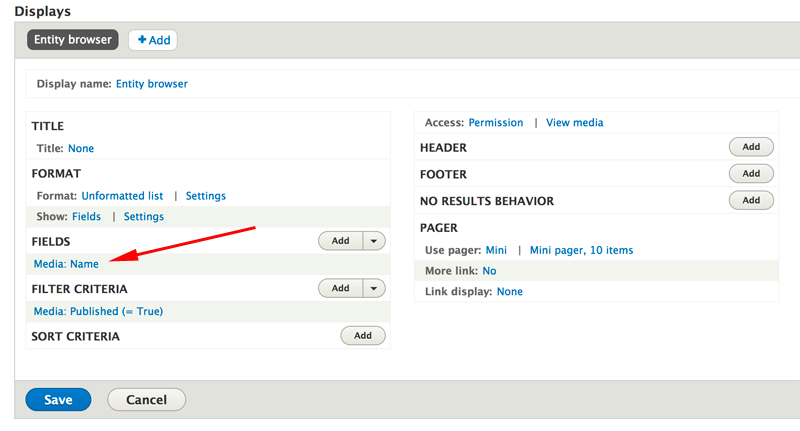 Displays
Entity browser
+ Add
Display name: Entity browser
TITLE
Title: None
FORMAT
Format: Unformatted list | Settings
Show: Fields | Settings
FIELDS
Add
Media: Name
FILTER CRITERIA
Add
Media: Published (= True)
SORT CRITERIA
Add
Access: Permission | View media
HEADER
Add
FOOTER
Add
NO RESULTS BEHAVIOR
Add
PAGER
Use pager: Mini | Mini pager, 10 items
More link: No
Link display: None
Save
Cancel